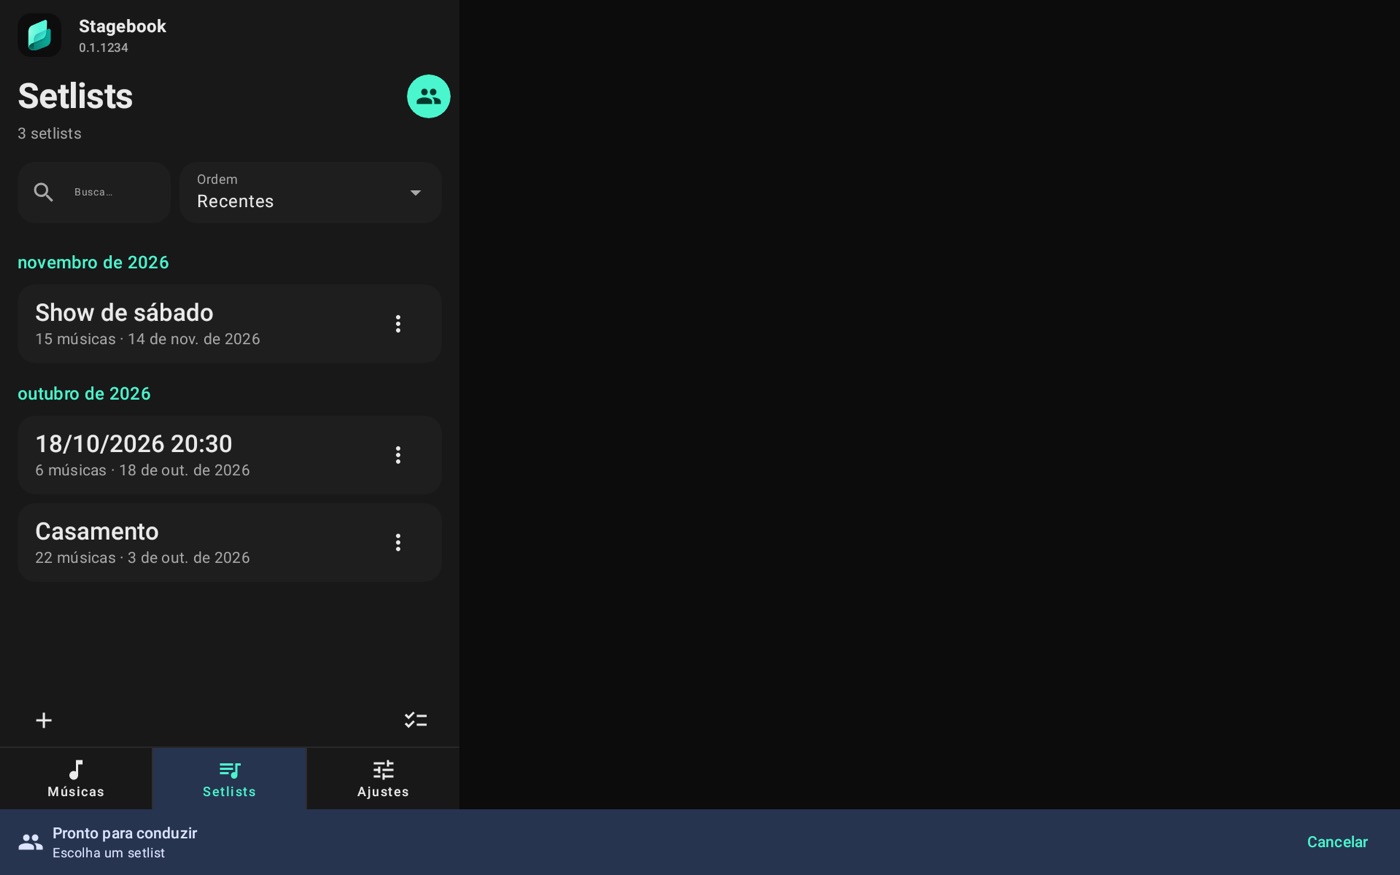 Stagebook
0.1.1234
Setlists
3 setlists
Busca...
Ordem
Recentes
novembro de 2026
Show de sábado
15 músicas · 14 de nov. de 2026
outubro de 2026
18/10/2026 20:30
6 músicas · 18 de out. de 2026
Casamento
22 músicas · 3 de out. de 2026
Músicas
Setlists
Ajustes
Pronto para conduzir
Escolha um setlist
Cancelar